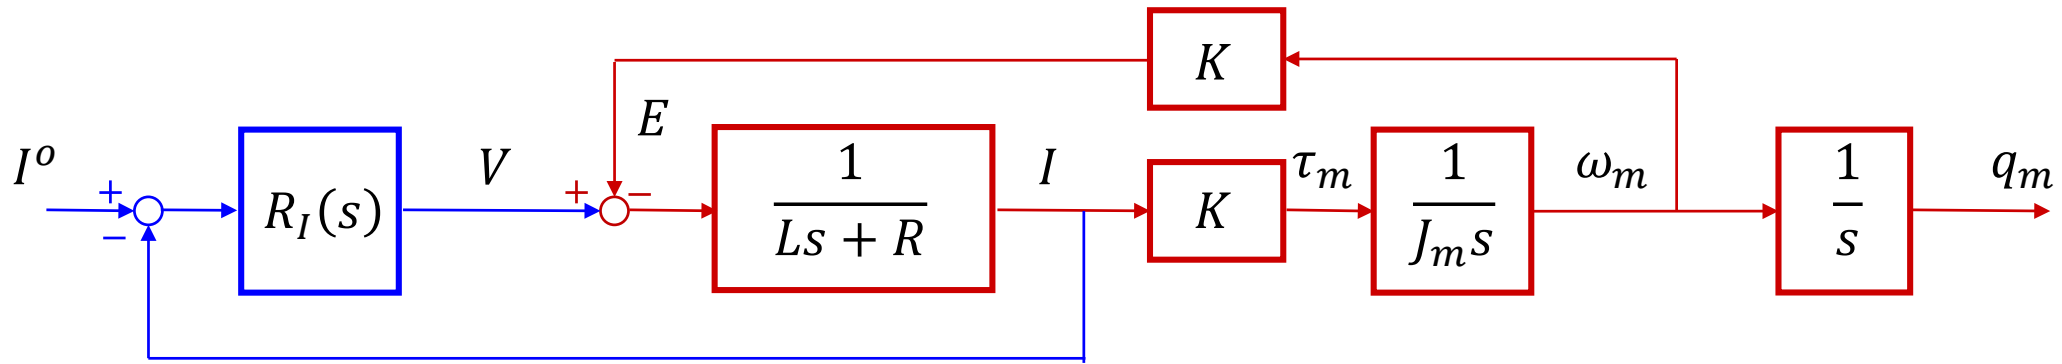 K
E
I° + − R_I(s) V + − 1/(Ls + R) I K τ_m 1/(J_m s) ω_m 1/s q_m